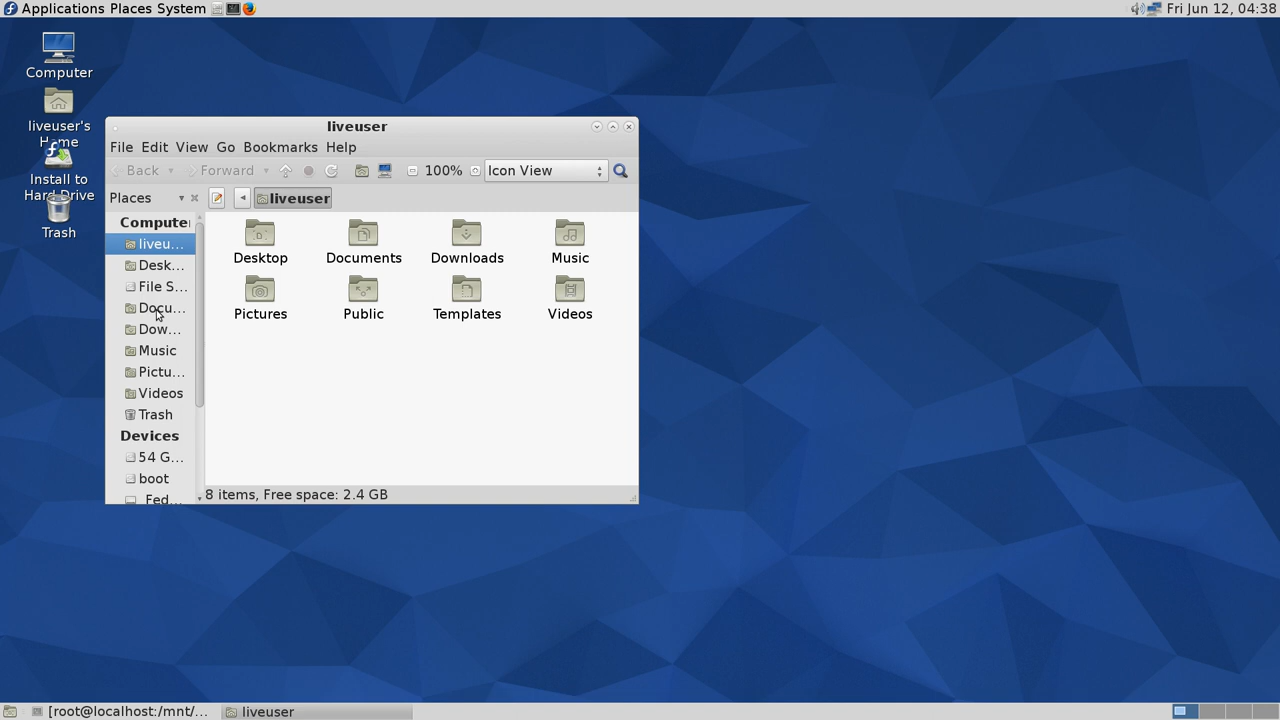 Applications Places System
Fri Jun 12, 04:38
Computer
liveuser's
Home
Install to
Hard Drive
Trash
liveuser
File Edit View Go Bookmarks Help
Back Forward 100% Icon View
Places
liveuser
Computer
liveu...
Desk...
File S...
Docu...
Dow...
Music
Pictu...
Videos
Trash
Devices
54 G...
boot
Fed...
Desktop Documents Downloads Music
Pictures Public Templates Videos
8 items, Free space: 2.4 GB
[root@localhost:/mnt/...
liveuser